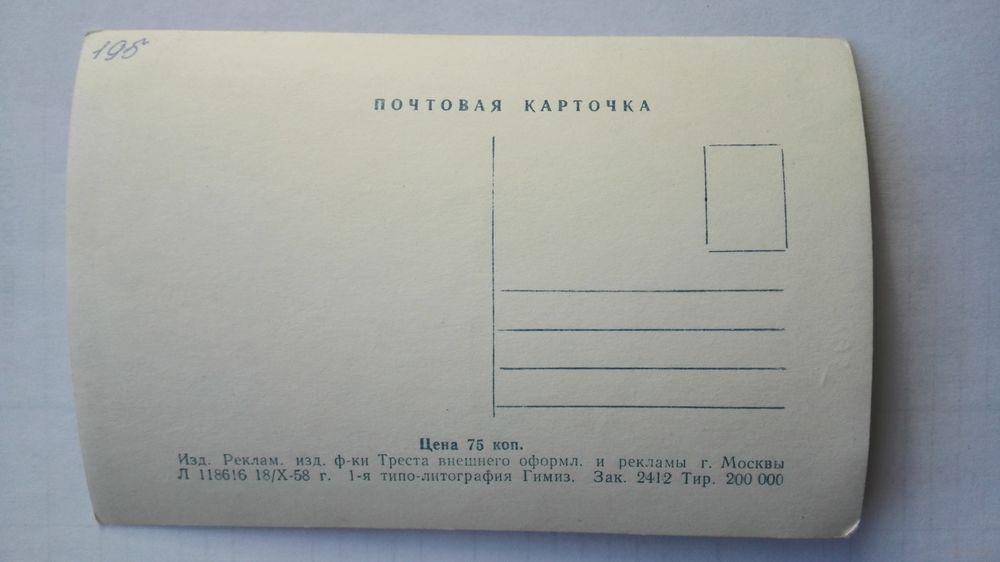 195
ПОЧТОВАЯ КАРТОЧКА
Цена 75 коп.
Изд. Реклам. изд. ф-ки Треста внешнего оформл. и рекламы г. Москвы
Л 118616 18/X-58 г. 1-я типо-литография Гимиз. Зак. 2412 Тир. 200 000